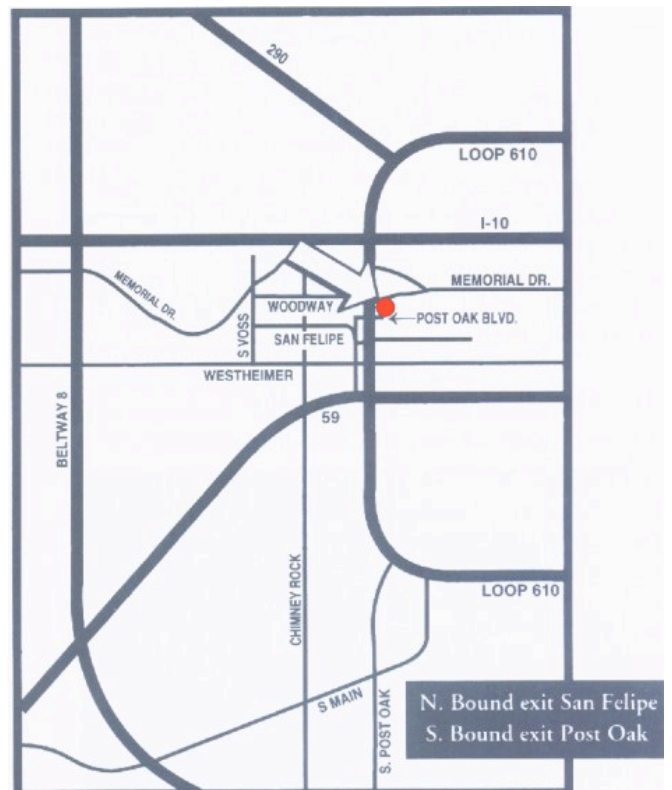 290
LOOP 610
I-10
MEMORIAL DR.
MEMORIAL DR.
WOODWAY
POST OAK BLVD.
S VOSS
SAN FELIPE
WESTHEIMER
59
BELTWAY 8
CHIMNEY ROCK
LOOP 610
S MAIN
S. POST OAK
N. Bound exit San Felipe
S. Bound exit Post Oak